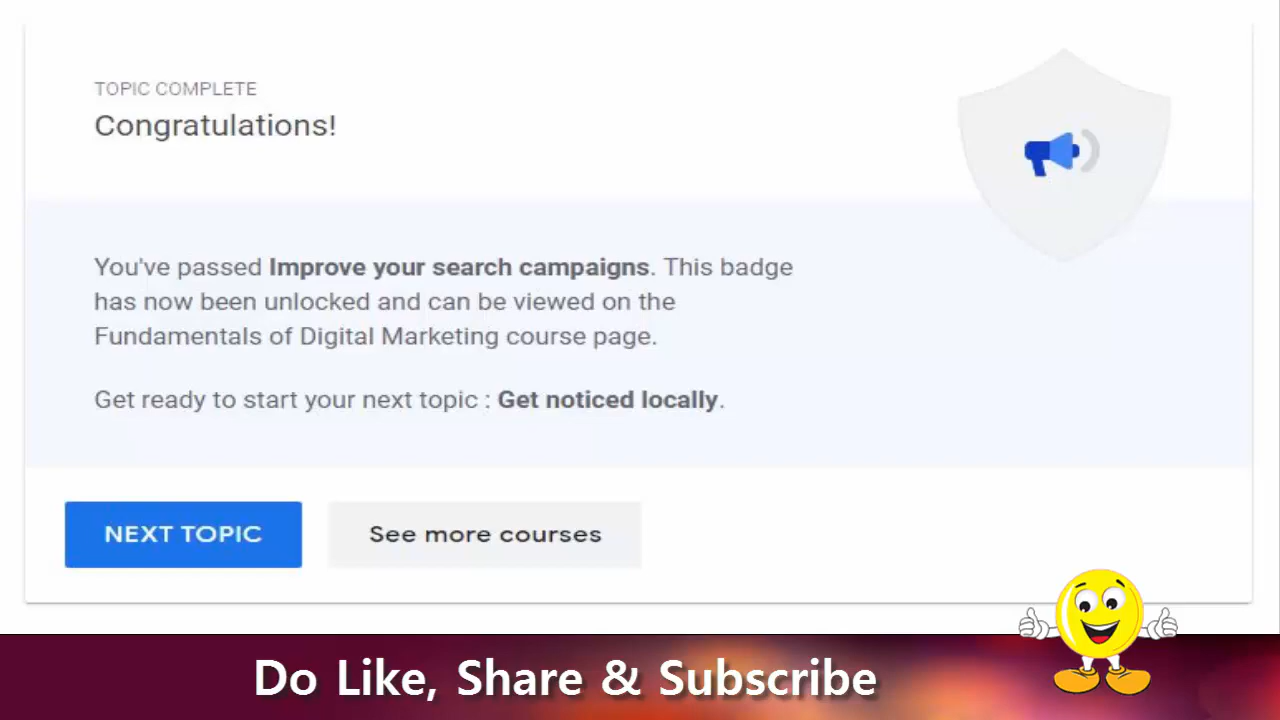 TOPIC COMPLETE
Congratulations!
You've passed Improve your search campaigns. This badge
has now been unlocked and can be viewed on the
Fundamentals of Digital Marketing course page.
Get ready to start your next topic : Get noticed locally.
NEXT TOPIC
See more courses
Do Like, Share & Subscribe